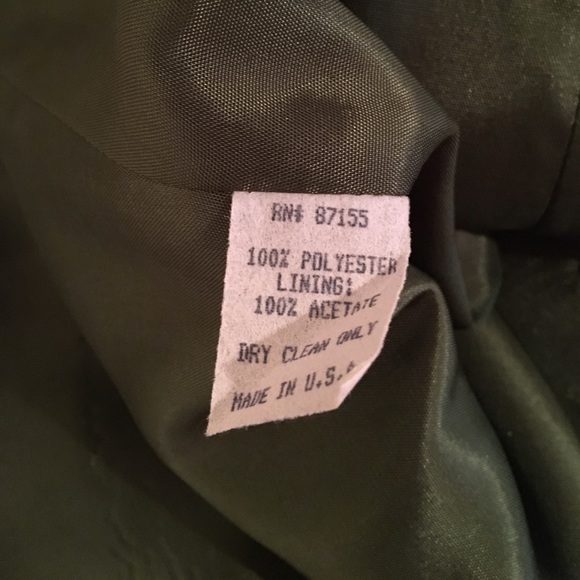 RN# 87155
100% POLYESTER
LINING:
100% ACETATE
DRY CLEAN ONLY
MADE IN U.S.A